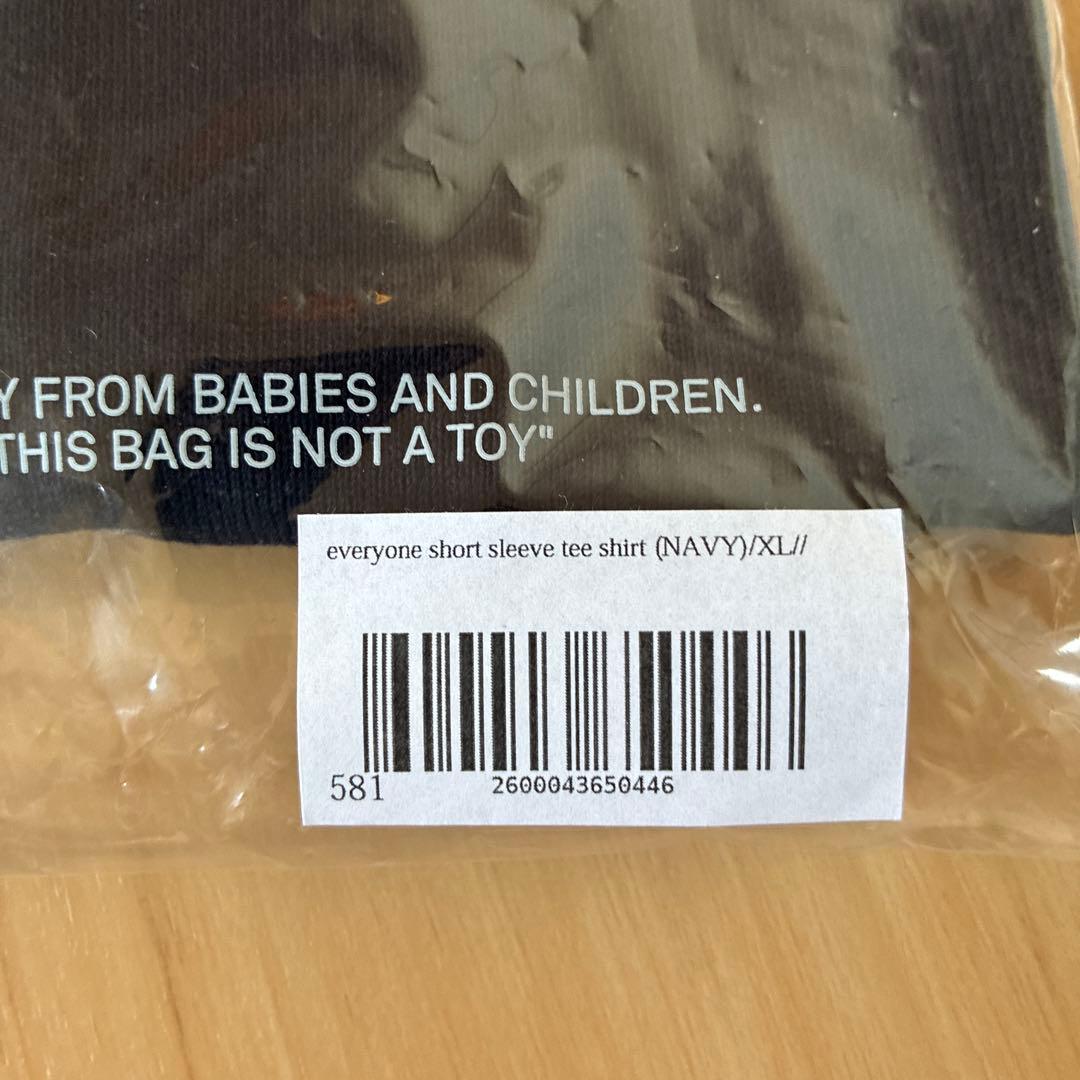 Y FROM BABIES AND CHILDREN.
THIS BAG IS NOT A TOY"
everyone short sleeve tee shirt (NAVY)/XL//
581
2600043650446